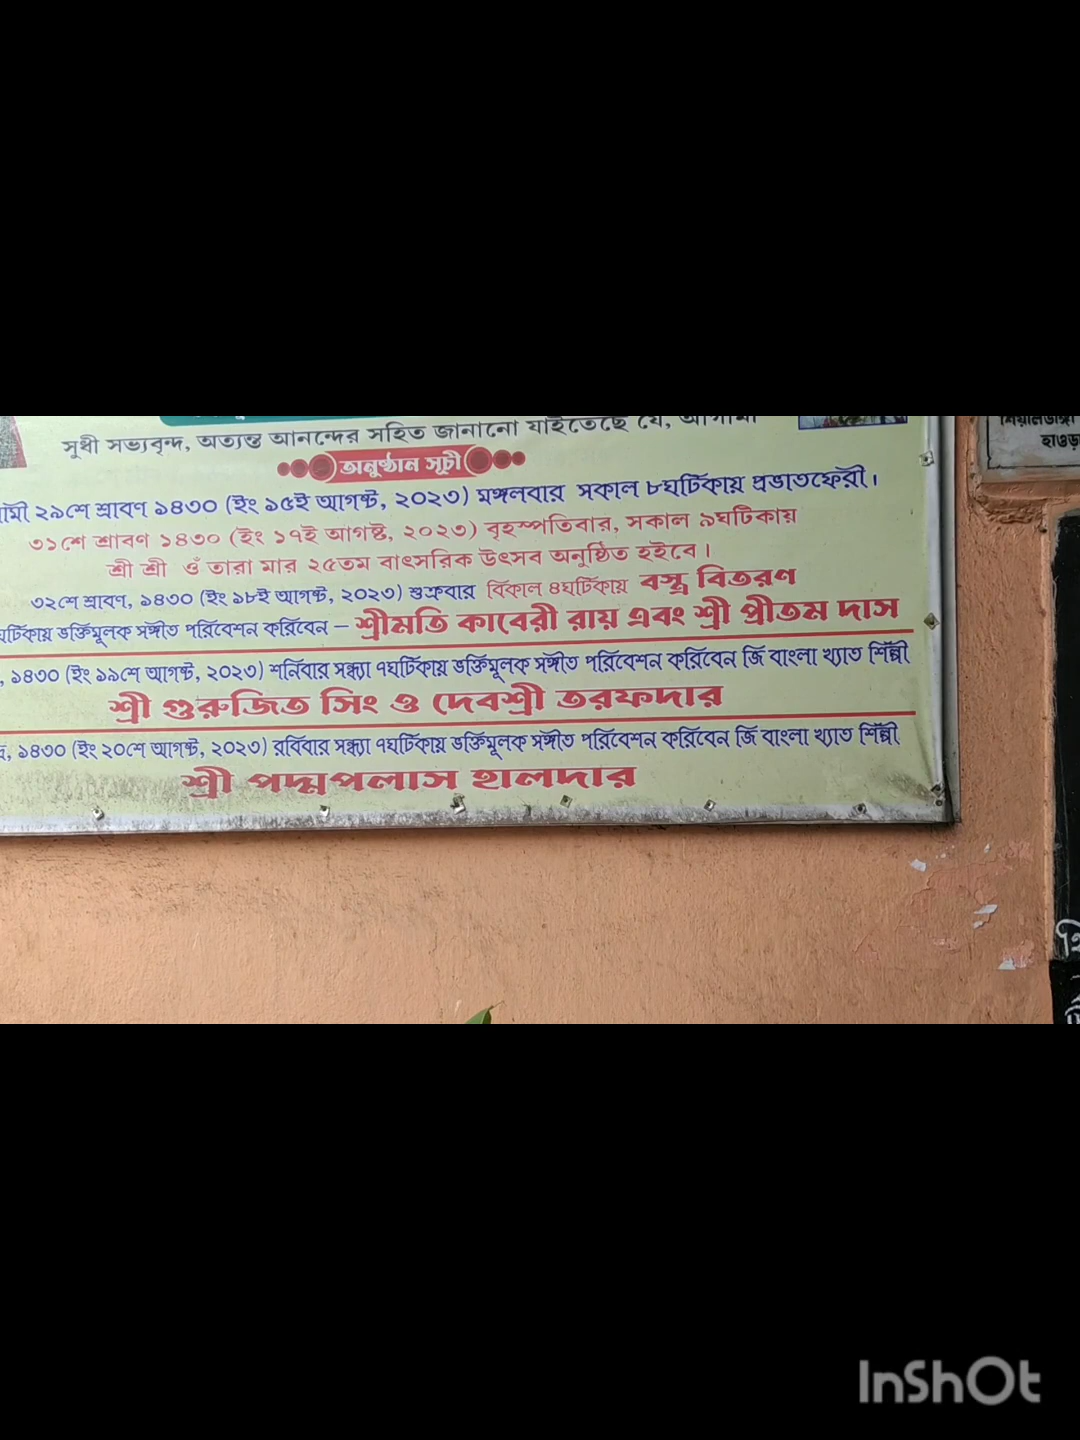 সুধী সভ্যবৃন্দ, অত্যন্ত আনন্দের সহিত জানানো যাইতেছে যে, আগামী
অনুষ্ঠান সূচী
২৯শে শ্রাবণ ১৪৩০ (ইং ১৫ই আগষ্ট, ২০২৩) মঙ্গলবার সকাল ৮ঘটিকায় প্রভাতফেরী।
৩১শে শ্রাবণ ১৪৩০ (ইং ১৭ই আগষ্ট, ২০২৩) বৃহস্পতিবার, সকাল ৯ঘটিকায়
শ্রী শ্রী ওঁ তারা মার ২৫তম বাৎসরিক উৎসব অনুষ্ঠিত হইবে।
৩২শে শ্রাবণ, ১৪৩০ (ইং ১৮ই আগষ্ট, ২০২৩) শুক্রবার বিকাল ৪ঘটিকায় বস্ত্র বিতরণ
ঘটিকায় ভক্তিমূলক সঙ্গীত পরিবেশন করিবেন – শ্রীমতি কাবেরী রায় এবং শ্রী প্রীতম দাস
, ১৪৩০ (ইং ১৯শে আগষ্ট, ২০২৩) শনিবার সন্ধ্যা ৭ঘটিকায় ভক্তিমূলক সঙ্গীত পরিবেশন করিবেন জি বাংলা খ্যাত শিল্পী
শ্রী গুরুজিত সিং ও দেবশ্রী তরফদার
, ১৪৩০ (ইং ২০শে আগষ্ট, ২০২৩) রবিবার সন্ধ্যা ৭ঘটিকায় ভক্তিমূলক সঙ্গীত পরিবেশন করিবেন জি বাংলা খ্যাত শিল্পী
শ্রী পদ্মপলাস হালদার
হাওড়া
InShOt